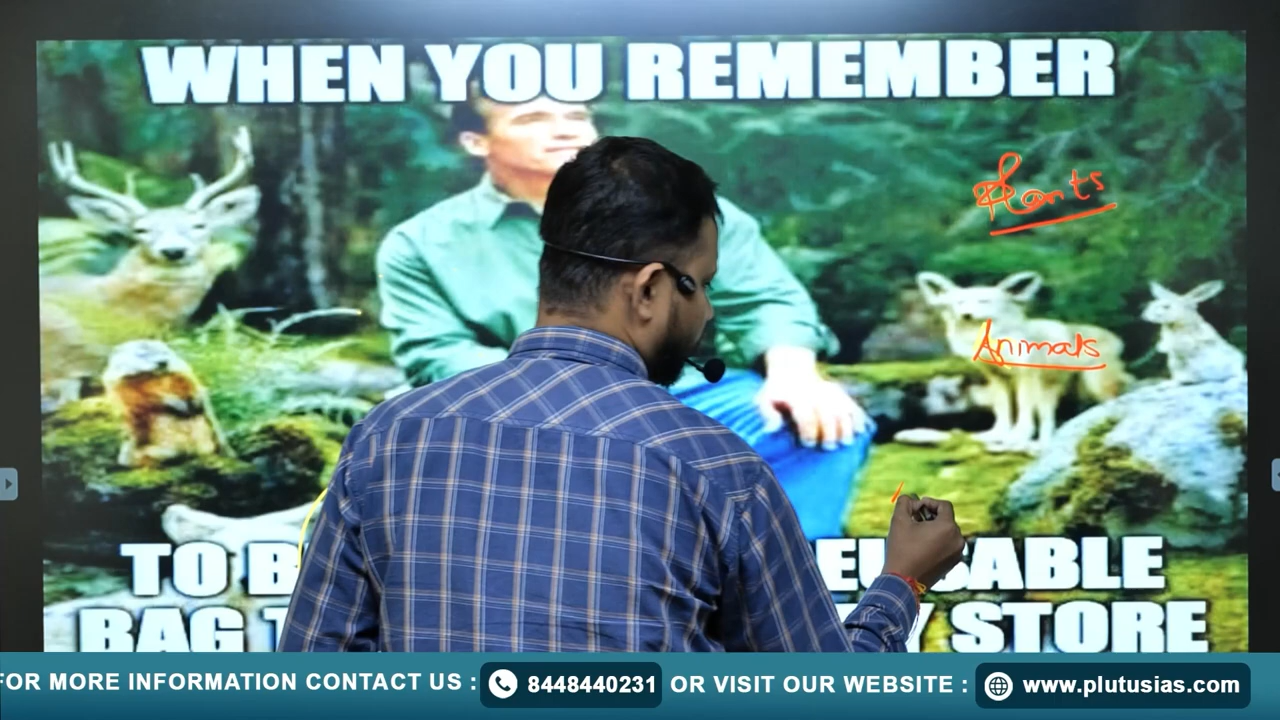 WHEN YOU REMEMBER
Plants
Animals
TO B EUSABLE
BAG T Y STORE
FOR MORE INFORMATION CONTACT US : 8448440231 OR VISIT OUR WEBSITE : www.plutusias.com